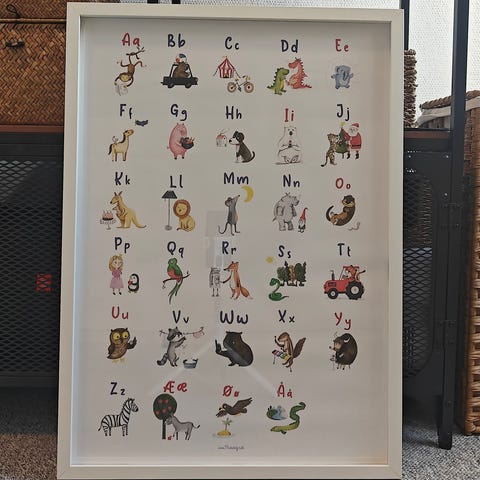 Aa Bb Cc Dd Ee
Ff Gg Hh Ii Jj
Kk Ll Mm Nn Oo
Pp Qq Rr Ss Tt
Uu Vv Ww Xx Yy
Zz Ææ Øø Åå